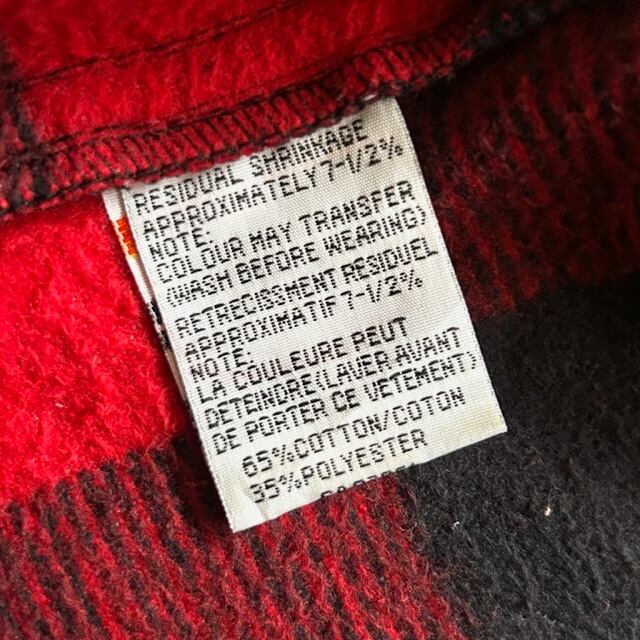 RESIDUAL SHRINKAGE
APPROXIMATELY 7-1/2%
NOTE:
COLOUR MAY TRANSFER
(WASH BEFORE WEARING)
RETRECISSMENT RÉSIDUEL
APPROXIMATIF 7-1/2%
NOTE:
LA COULEURE PEUT
DETEINDRE(LAVER AVANT
DE PORTER CE VETEMENT)
65%COTTON/COTON
35%POLYESTER